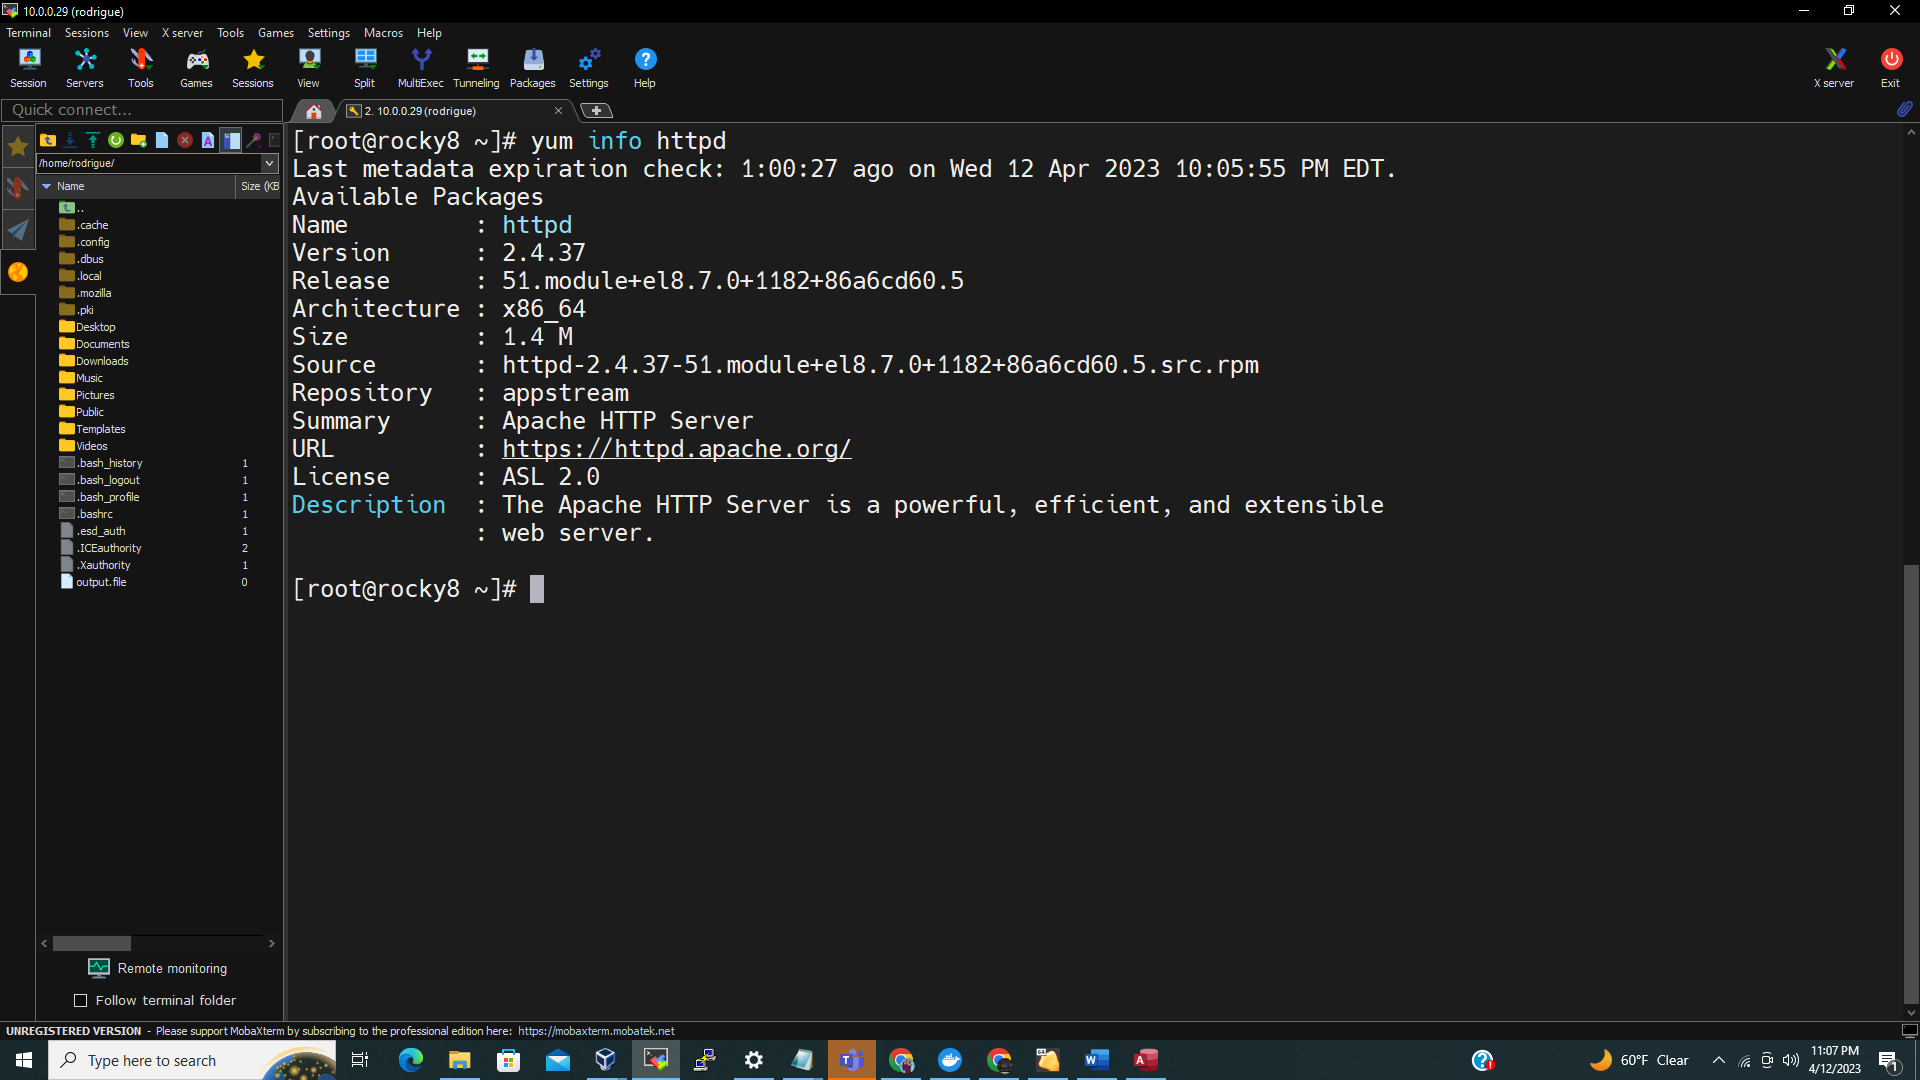 10.0.0.29 (rodrigue)
Terminal Sessions View X server Tools Games Settings Macros Help
Session Servers Tools Games Sessions View Split MultiExec Tunneling Packages Settings Help X server Exit
Quick connect...
2. 10.0.0.29 (rodrigue)
/home/rodrigue/
Name Size (KB
..
.cache
.config
.dbus
.local
.mozilla
.pki
Desktop
Documents
Downloads
Music
Pictures
Public
Templates
Videos
.bash_history 1
.bash_logout 1
.bash_profile 1
.bashrc 1
.esd_auth 1
.ICEauthority 2
.Xauthority 1
output.file 0
Remote monitoring
Follow terminal folder
[root@rocky8 ~]# yum info httpd
Last metadata expiration check: 1:00:27 ago on Wed 12 Apr 2023 10:05:55 PM EDT.
Available Packages
Name : httpd
Version : 2.4.37
Release : 51.module+el8.7.0+1182+86a6cd60.5
Architecture : x86_64
Size : 1.4 M
Source : httpd-2.4.37-51.module+el8.7.0+1182+86a6cd60.5.src.rpm
Repository : appstream
Summary : Apache HTTP Server
URL : https://httpd.apache.org/
License : ASL 2.0
Description : The Apache HTTP Server is a powerful, efficient, and extensible
: web server.
[root@rocky8 ~]#
UNREGISTERED VERSION - Please support MobaXterm by subscribing to the professional edition here: https://mobaxterm.mobatek.net
Type here to search
60°F Clear
11:07 PM
4/12/2023
1